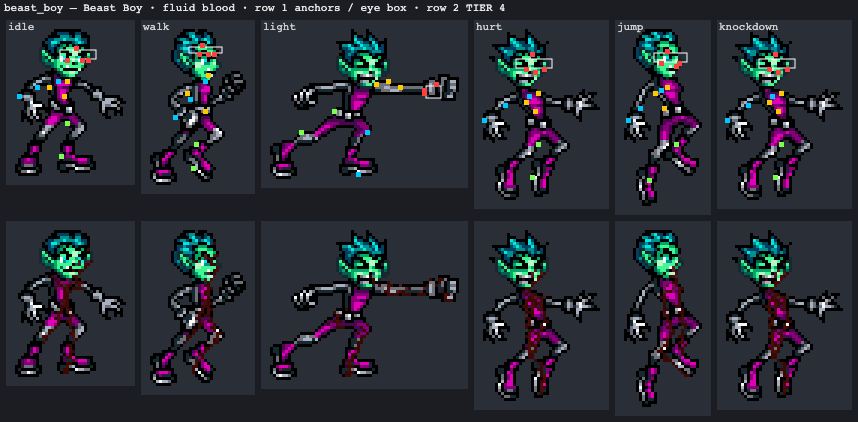 beast_boy — Beast Boy · fluid blood · row 1 anchors / eye box · row 2 TIER 4
idle walk light hurt jump knockdown